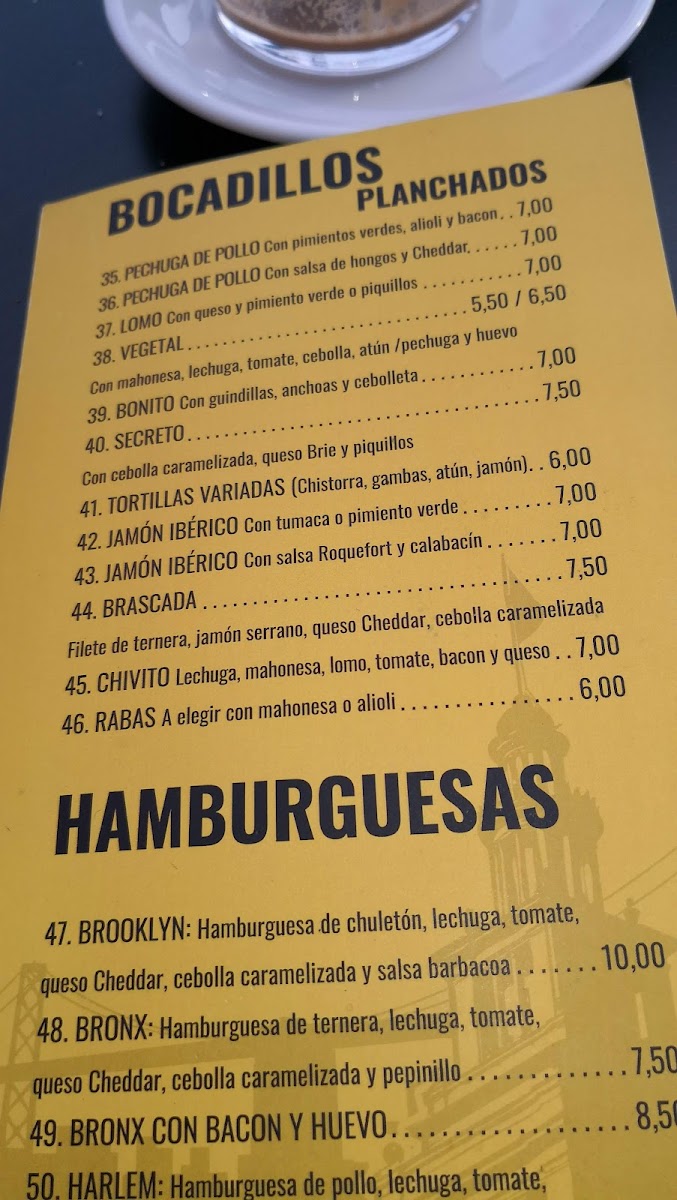 BOCADILLOS
PLANCHADOS
35. PECHUGA DE POLLO Con pimientos verdes, alioli y bacon. . 7,00
36. PECHUGA DE POLLO Con salsa de hongos y Cheddar. . . . . . 7,00
37. LOMO Con queso y pimiento verde o piquillos . . . . . . . . . . . 7,00
38. VEGETAL . . . . . . . . . . . . . . . . . . . . . . . . . . . . 5,50 / 6,50
Con mahonesa, lechuga, tomate, cebolla, atún /pechuga y huevo
39. BONITO Con guindillas, anchoas y cebolleta . . . . . . . . . . . . 7,00
40. SECRETO . . . . . . . . . . . . . . . . . . . . . . . . . . . . . . . . . . . 7,50
Con cebolla caramelizada, queso Brie y piquillos
41. TORTILLAS VARIADAS (Chistorra, gambas, atún, jamón). . 6,00
42. JAMÓN IBÉRICO Con tumaca o pimiento verde . . . . . . . . . 7,00
43. JAMÓN IBÉRICO Con salsa Roquefort y calabacín . . . . . . . 7,00
44. BRASCADA . . . . . . . . . . . . . . . . . . . . . . . . . . . . . . . . . . 7,50
Filete de ternera, jamón serrano, queso Cheddar, cebolla caramelizada
45. CHIVITO Lechuga, mahonesa, lomo, tomate, bacon y queso . . 7,00
46. RABAS A elegir con mahonesa o alioli . . . . . . . . . . . . . . . . 6,00
HAMBURGUESAS
47. BROOKLYN: Hamburguesa de chuletón, lechuga, tomate,
queso Cheddar, cebolla caramelizada y salsa barbacoa . . . . . . . 10,00
48. BRONX: Hamburguesa de ternera, lechuga, tomate,
queso Cheddar, cebolla caramelizada y pepinillo . . . . . . . . . . . . . 7,50
49. BRONX CON BACON Y HUEVO . . . . . . . . . . . . . . . . . . . 8,50
50. HARLEM: Hamburguesa de pollo, lechuga, tomate,